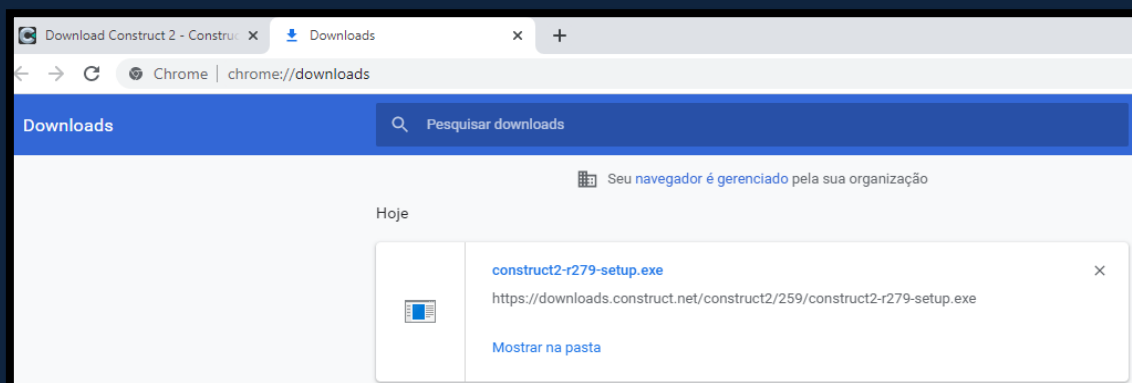 Download Construct 2 - Construc
Downloads
Chrome | chrome://downloads
Downloads
Pesquisar downloads
Seu navegador é gerenciado pela sua organização
Hoje
construct2-r279-setup.exe
https://downloads.construct.net/construct2/259/construct2-r279-setup.exe
Mostrar na pasta